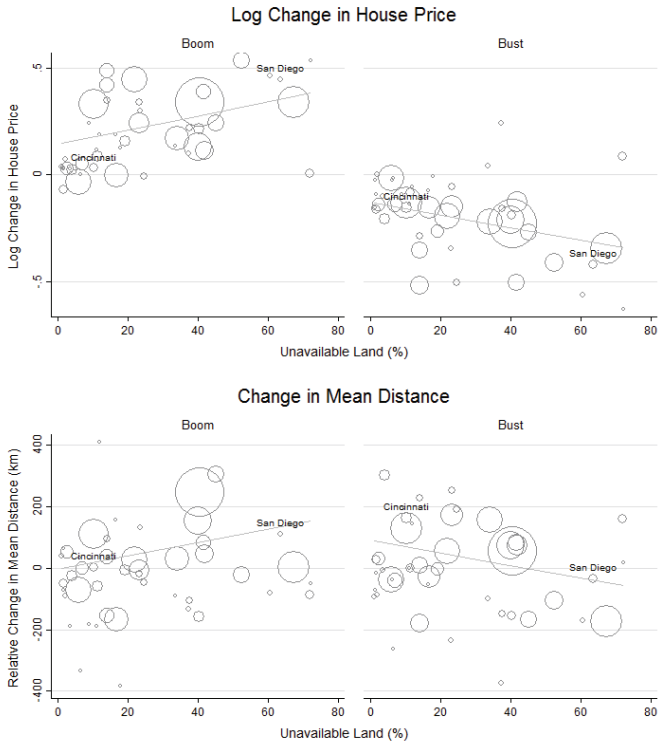 Log Change in House Price
Boom
Bust
Log Change in House Price
.5
0
-.5
San Diego
Cincinnati
Cincinnati
San Diego
0 20 40 60 80 0 20 40 60 80
Unavailable Land (%)
Change in Mean Distance
Boom
Bust
Relative Change in Mean Distance (km)
400
200
0
-200
-400
San Diego
Cincinnati
Cincinnati
San Diego
0 20 40 60 80 0 20 40 60 80
Unavailable Land (%)